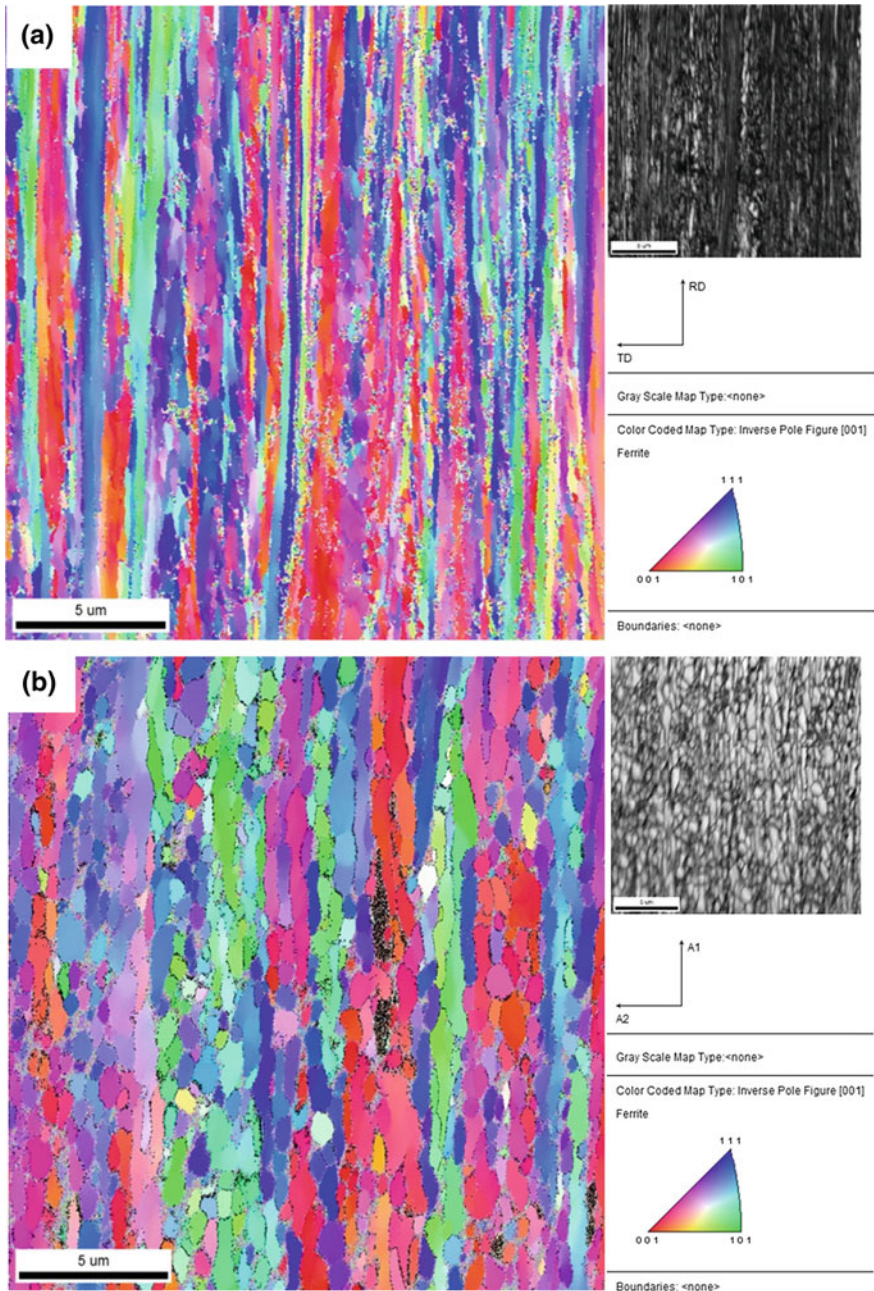 (a)
5 um
RD
TD
Gray Scale Map Type:<none>
Color Coded Map Type: Inverse Pole Figure [001]
Ferrite
1 1 1
0 0 1
1 0 1
Boundaries: <none>
(b)
5 um
A1
A2
Gray Scale Map Type:<none>
Color Coded Map Type: Inverse Pole Figure [001]
Ferrite
1 1 1
0 0 1
1 0 1
Boundaries: <none>